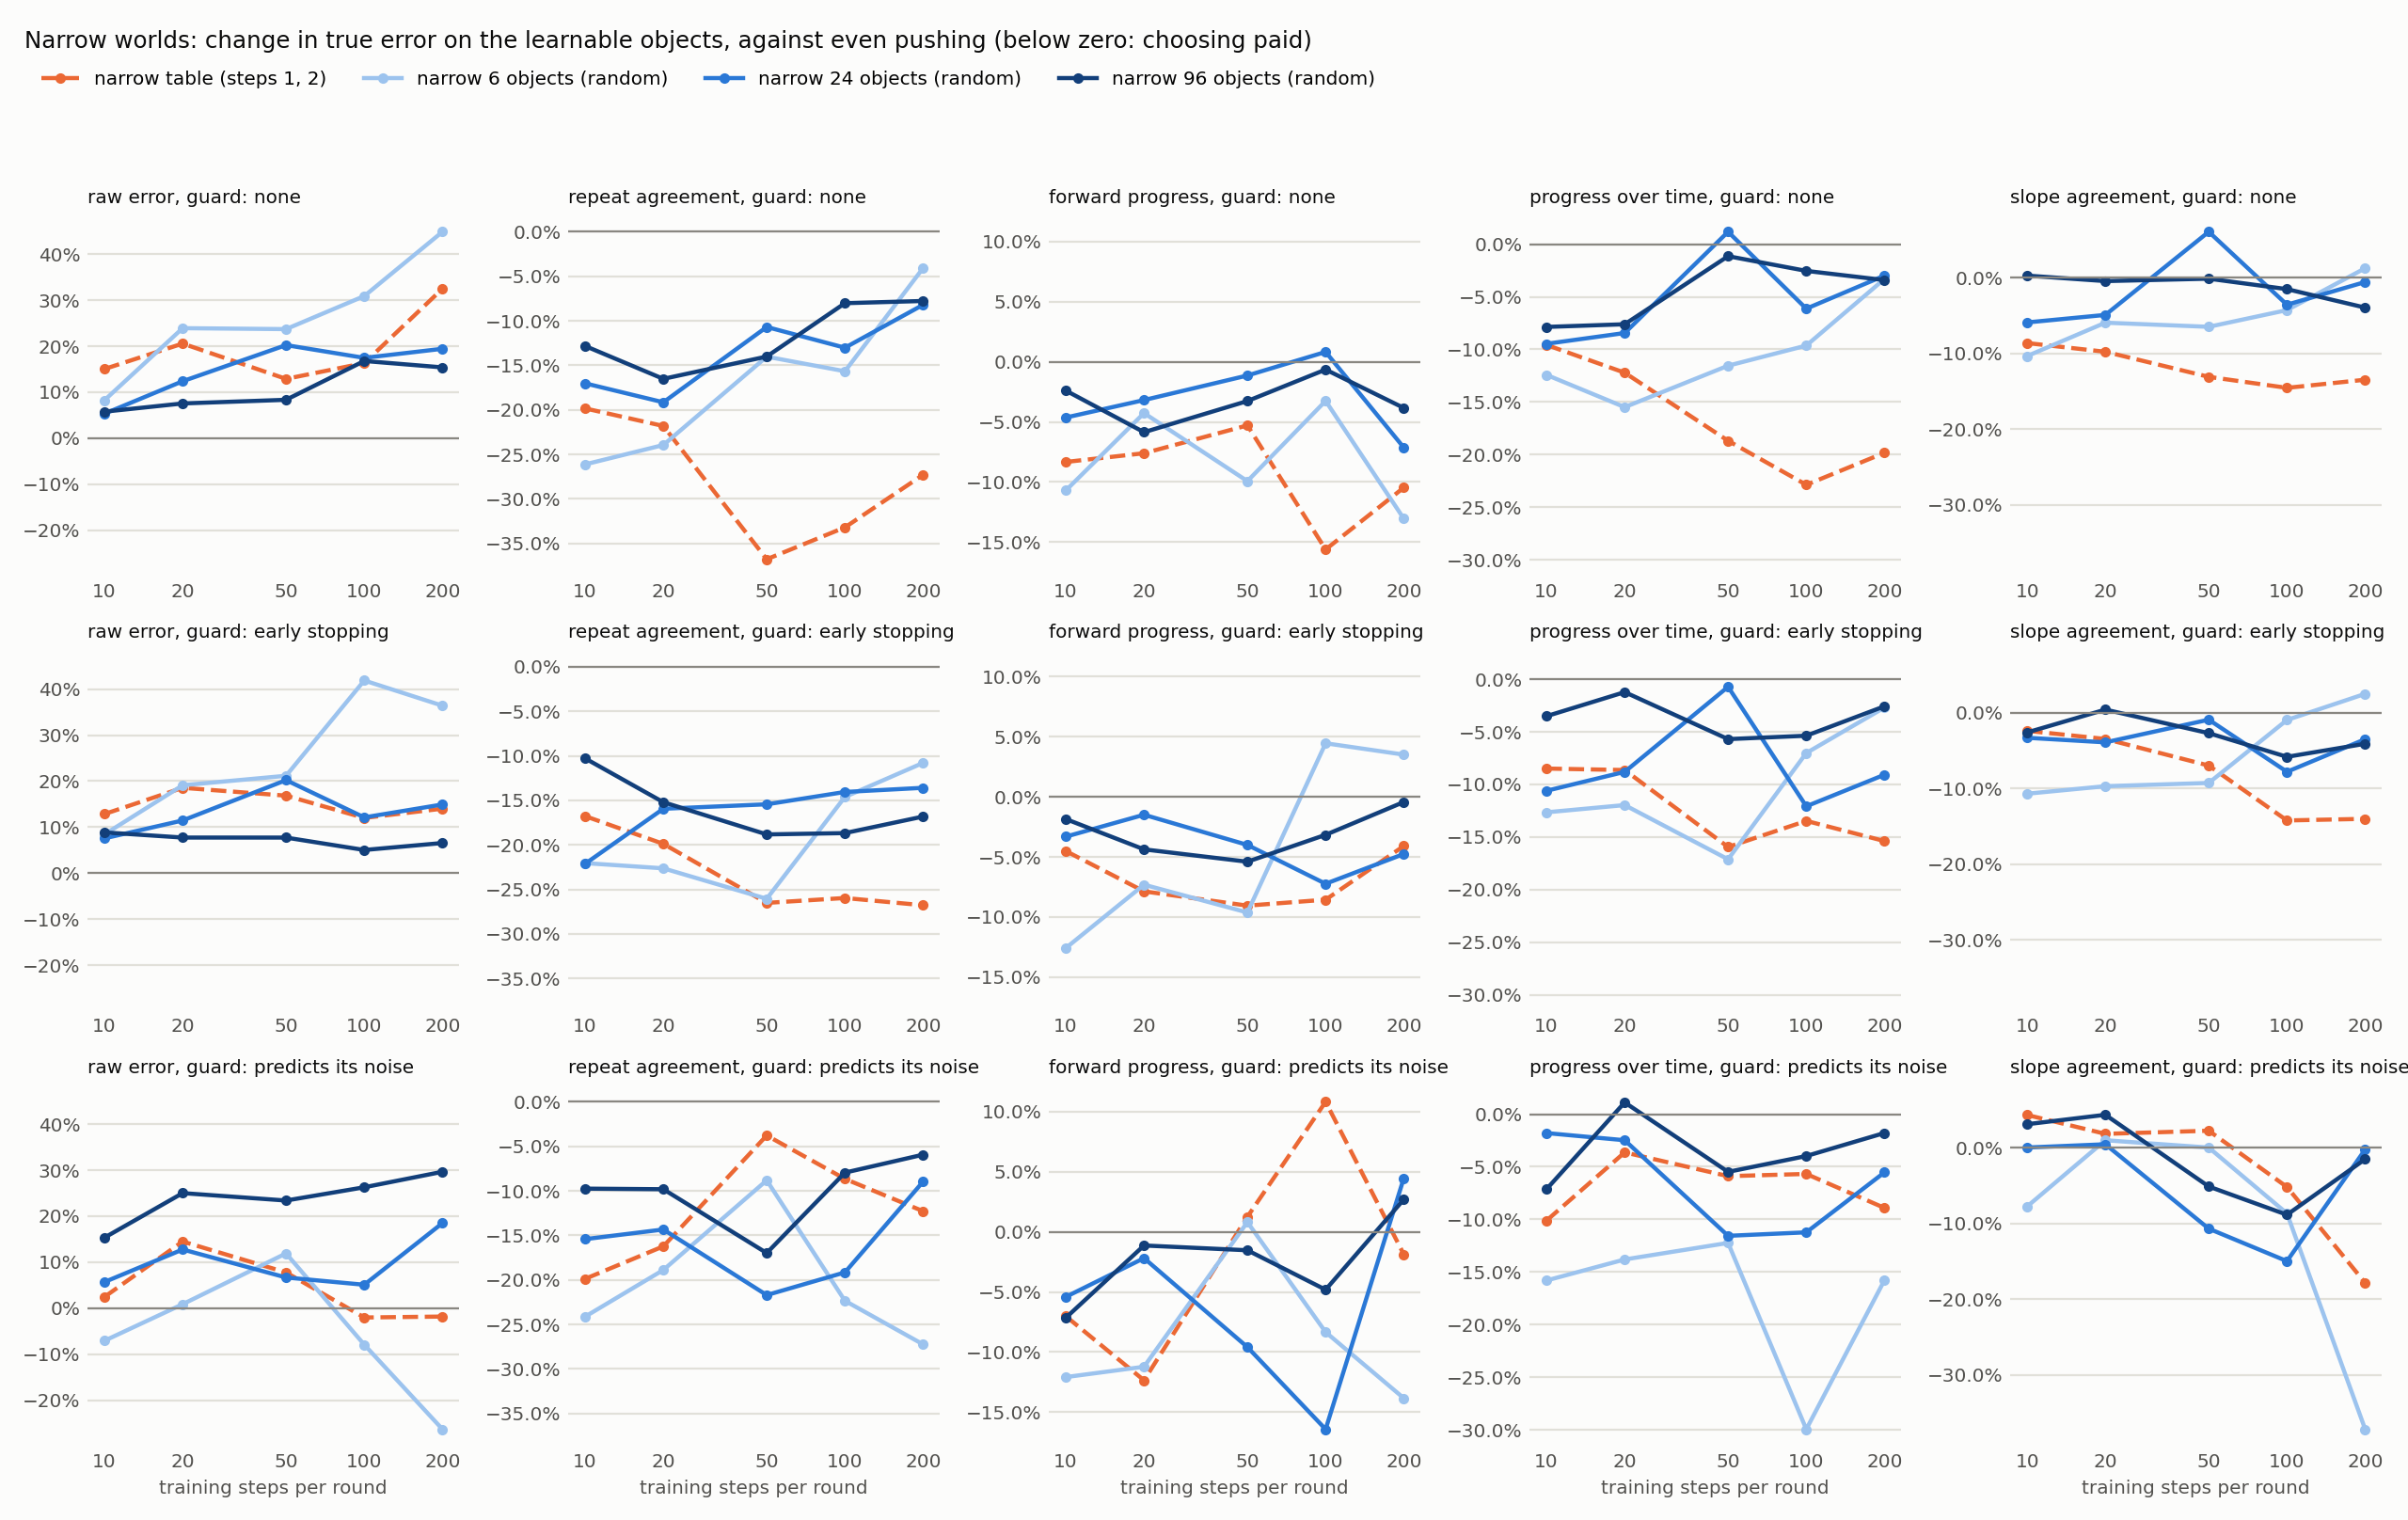 Narrow worlds: change in true error on the learnable objects, against even pushing (below zero: choosing paid)
narrow table (steps 1, 2) narrow 6 objects (random) narrow 24 objects (random) narrow 96 objects (random)
raw error, guard: none
40%
30%
20%
10%
0%
−10%
−20%
10 20 50 100 200
repeat agreement, guard: none
0.0%
−5.0%
−10.0%
−15.0%
−20.0%
−25.0%
−30.0%
−35.0%
10 20 50 100 200
forward progress, guard: none
10.0%
5.0%
0.0%
−5.0%
−10.0%
−15.0%
10 20 50 100 200
progress over time, guard: none
0.0%
−5.0%
−10.0%
−15.0%
−20.0%
−25.0%
−30.0%
10 20 50 100 200
slope agreement, guard: none
0.0%
−10.0%
−20.0%
−30.0%
10 20 50 100 200
raw error, guard: early stopping
40%
30%
20%
10%
0%
−10%
−20%
10 20 50 100 200
repeat agreement, guard: early stopping
0.0%
−5.0%
−10.0%
−15.0%
−20.0%
−25.0%
−30.0%
−35.0%
10 20 50 100 200
forward progress, guard: early stopping
10.0%
5.0%
0.0%
−5.0%
−10.0%
−15.0%
10 20 50 100 200
progress over time, guard: early stopping
0.0%
−5.0%
−10.0%
−15.0%
−20.0%
−25.0%
−30.0%
10 20 50 100 200
slope agreement, guard: early stopping
0.0%
−10.0%
−20.0%
−30.0%
10 20 50 100 200
raw error, guard: predicts its noise
40%
30%
20%
10%
0%
−10%
−20%
10 20 50 100 200
training steps per round
repeat agreement, guard: predicts its noise
0.0%
−5.0%
−10.0%
−15.0%
−20.0%
−25.0%
−30.0%
−35.0%
10 20 50 100 200
training steps per round
forward progress, guard: predicts its noise
10.0%
5.0%
0.0%
−5.0%
−10.0%
−15.0%
10 20 50 100 200
training steps per round
progress over time, guard: predicts its noise
0.0%
−5.0%
−10.0%
−15.0%
−20.0%
−25.0%
−30.0%
10 20 50 100 200
training steps per round
slope agreement, guard: predicts its noise
0.0%
−10.0%
−20.0%
−30.0%
10 20 50 100 200
training steps per round